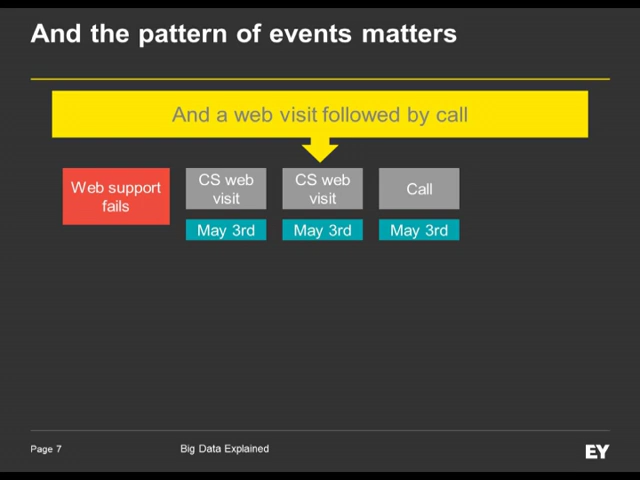 And the pattern of events matters
And a web visit followed by call
Web support
fails
CS web
visit
CS web
visit
Call
May 3rd
May 3rd
May 3rd
Page 7
Big Data Explained
EY